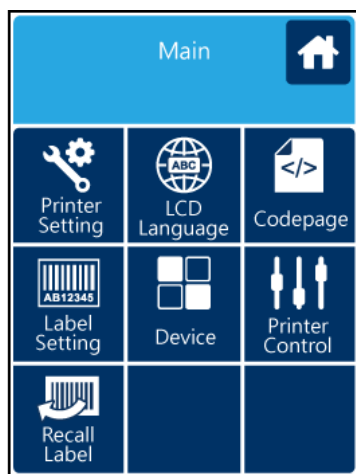 Main
Printer
Setting
ABC
LCD
Language
</>
Codepage
AB12345
Label
Setting
Device
Printer
Control
Recall
Label